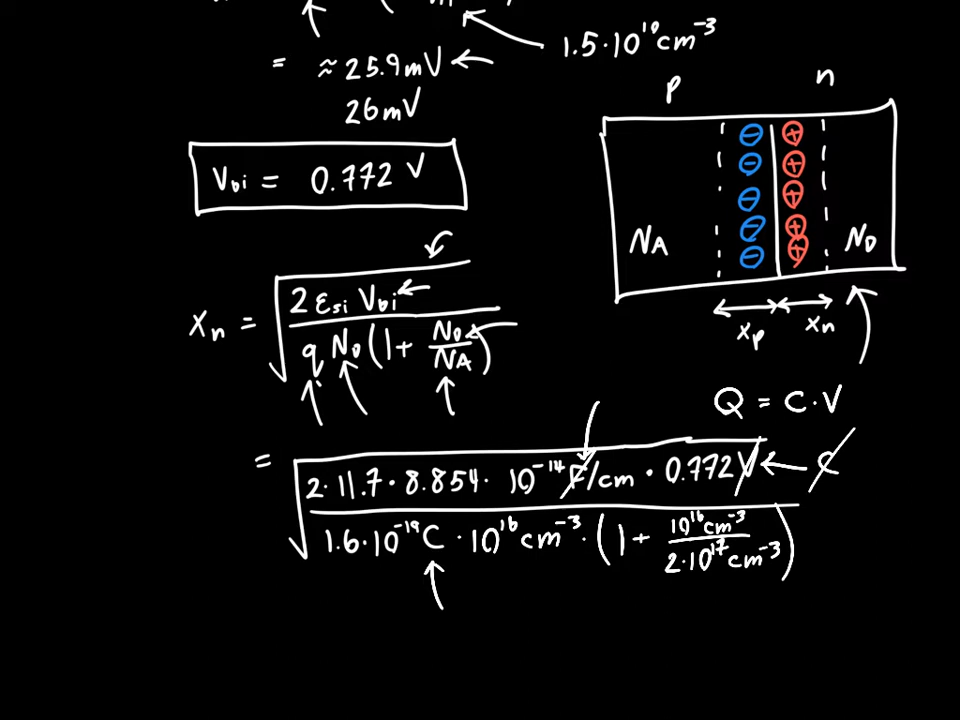 1.5·10¹⁰cm⁻³
= ≈25.9mV
26mV
V_bi = 0.772 V
p n
N_A N_D
x_p x_n
x_n = √(2 ε_si V_bi / q N_D (1 + N_D/N_A))
Q = C·V
= √(2·11.7·8.854·10⁻¹⁴ F/cm · 0.772 V / 1.6·10⁻¹⁹C · 10¹⁶cm⁻³ · (1 + 10¹⁶cm⁻³/2·10¹⁷cm⁻³)) C